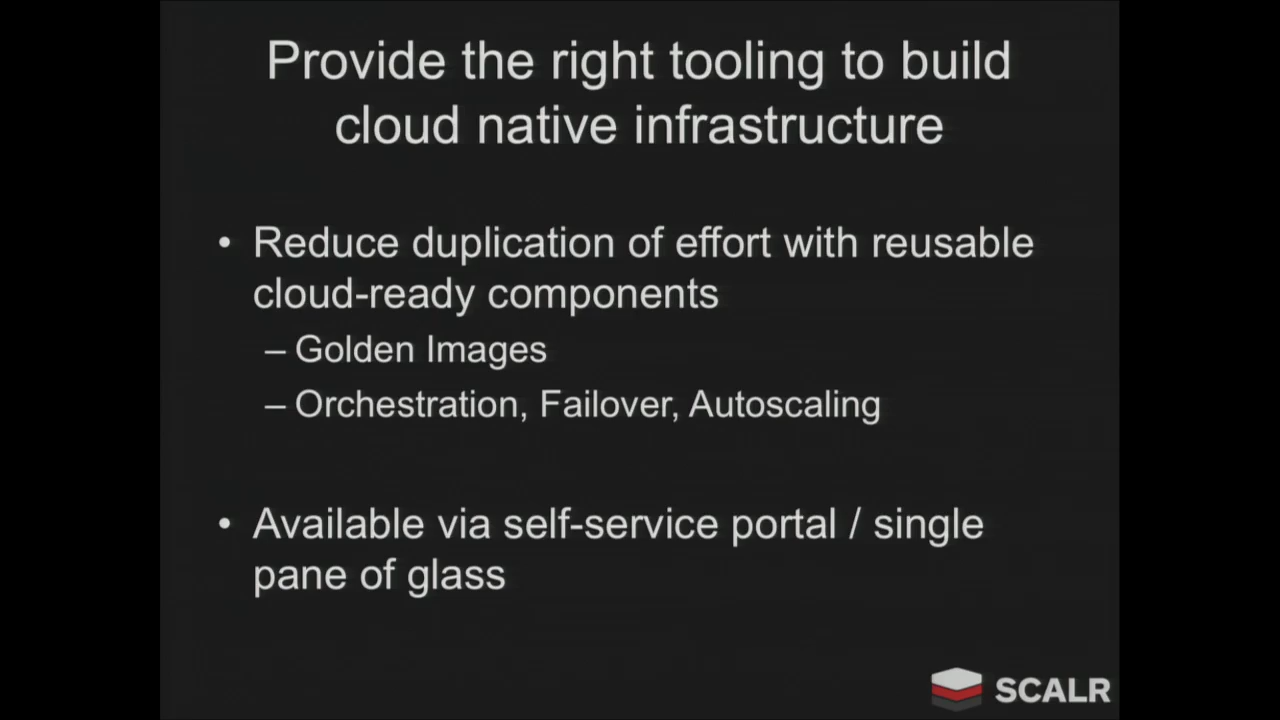 Provide the right tooling to build
cloud native infrastructure
• Reduce duplication of effort with reusable
cloud-ready components
– Golden Images
– Orchestration, Failover, Autoscaling
• Available via self-service portal / single
pane of glass
SCALR